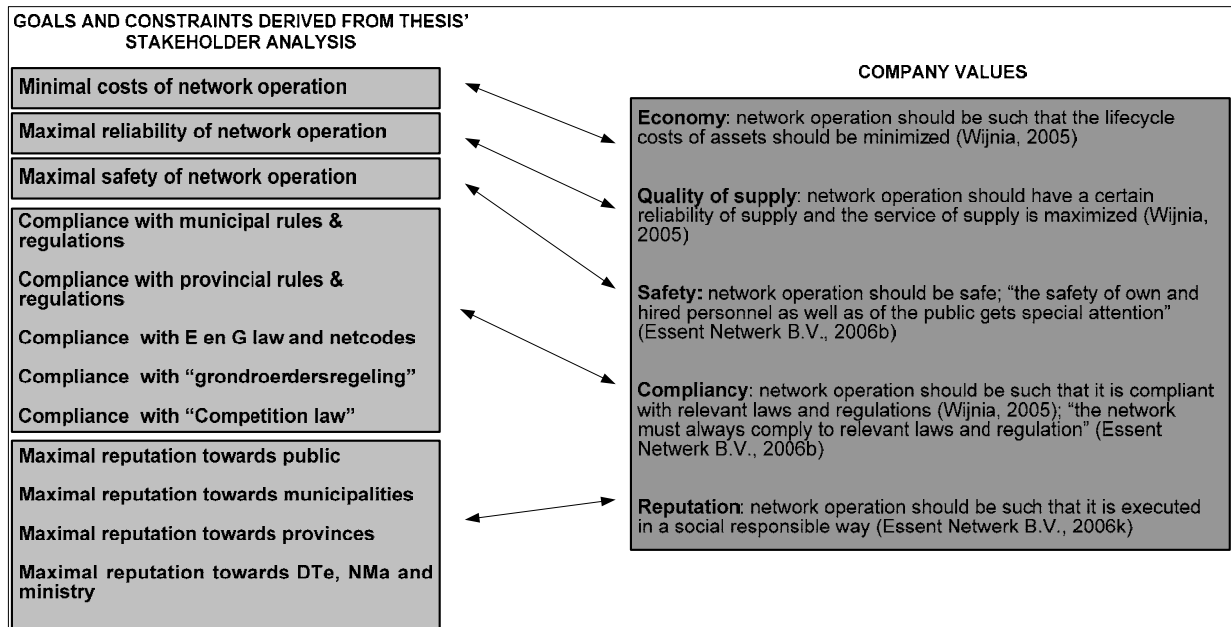 GOALS AND CONSTRAINTS DERIVED FROM THESIS'
STAKEHOLDER ANALYSIS
Minimal costs of network operation
Maximal reliability of network operation
Maximal safety of network operation
Compliance with municipal rules &
regulations
Compliance with provincial rules &
regulations
Compliance with E en G law and netcodes
Compliance with “grondroerdersregeling”
Compliance with “Competition law”
Maximal reputation towards public
Maximal reputation towards municipalities
Maximal reputation towards provinces
Maximal reputation towards DTe, NMa and
ministry
COMPANY VALUES
Economy: network operation should be such that the lifecycle
costs of assets should be minimized (Wijnia, 2005)
Quality of supply: network operation should have a certain
reliability of supply and the service of supply is maximized (Wijnia,
2005)
Safety: network operation should be safe; “the safety of own and
hired personnel as well as of the public gets special attention”
(Essent Netwerk B.V., 2006b)
Compliancy: network operation should be such that it is compliant
with relevant laws and regulations (Wijnia, 2005); “the network
must always comply to relevant laws and regulation” (Essent
Netwerk B.V., 2006b)
Reputation: network operation should be such that it is executed
in a social responsible way (Essent Netwerk B.V., 2006k)